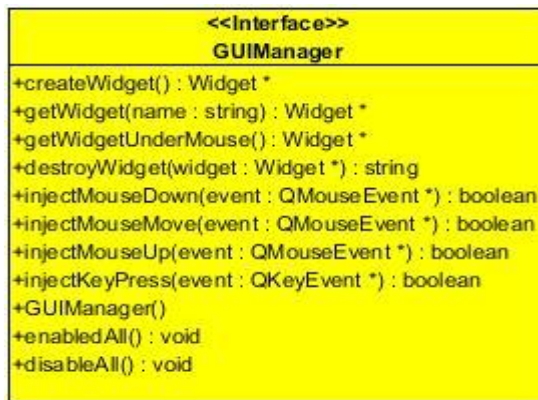 <<Interface>>
GUIManager
+createWidget() : Widget *
+getWidget(name : string) : Widget *
+getWidgetUnderMouse() : Widget *
+destroyWidget(widget : Widget *) : string
+injectMouseDown(event : QMouseEvent *) : boolean
+injectMouseMove(event : QMouseEvent *) : boolean
+injectMouseUp(event : QMouseEvent *) : boolean
+injectKeyPress(event : QKeyEvent *) : boolean
+GUIManager()
+enabledAll() : void
+disableAll() : void